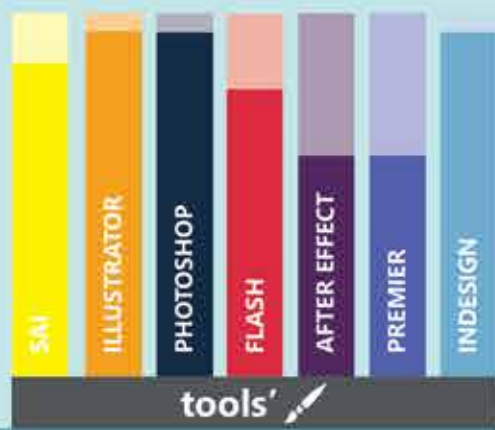 SAI
ILLUSTRATOR
PHOTOSHOP
FLASH
AFTER EFFECT
PREMIER
INDESIGN
tools'